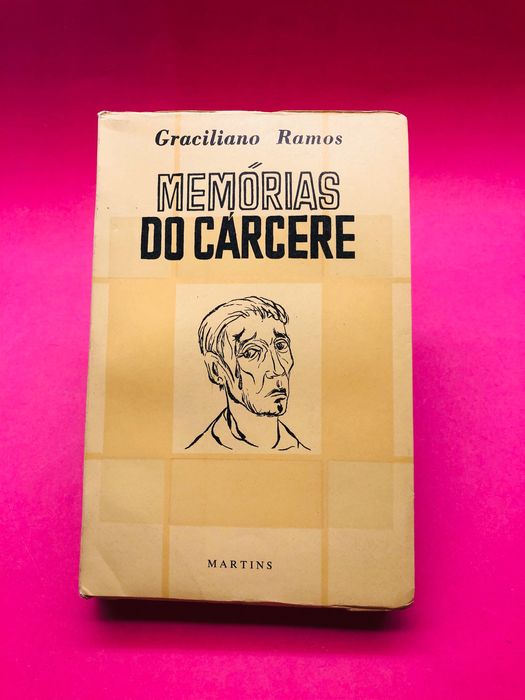 Graciliano Ramos
MEMÓRIAS
DO CÁRCERE
MARTINS